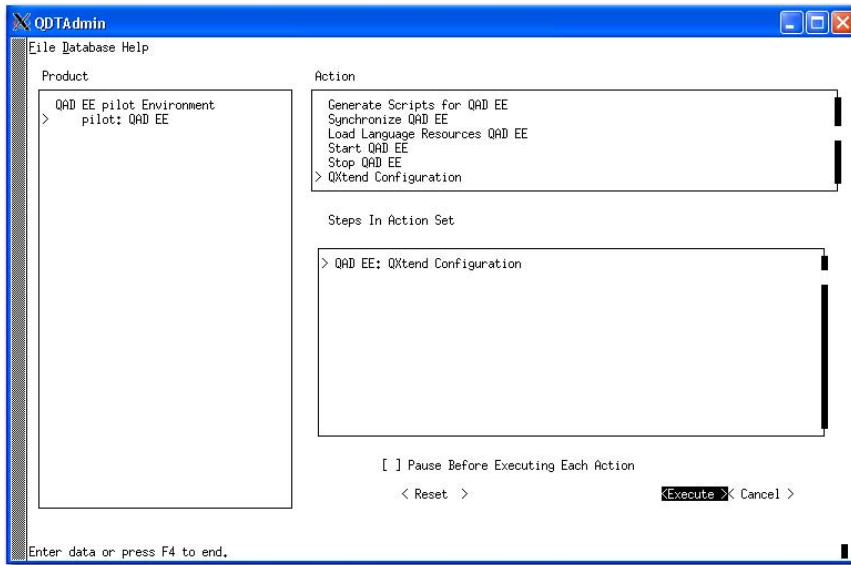 QDTAdmin
File Database Help
Product
QAD EE pilot Environment
> pilot: QAD EE
Action
Generate Scripts for QAD EE
Synchronize QAD EE
Load Language Resources QAD EE
Start QAD EE
Stop QAD EE
> QXtend Configuration
Steps In Action Set
> QAD EE: QXtend Configuration
[ ] Pause Before Executing Each Action
< Reset > <Execute >< Cancel >
Enter data or press F4 to end.